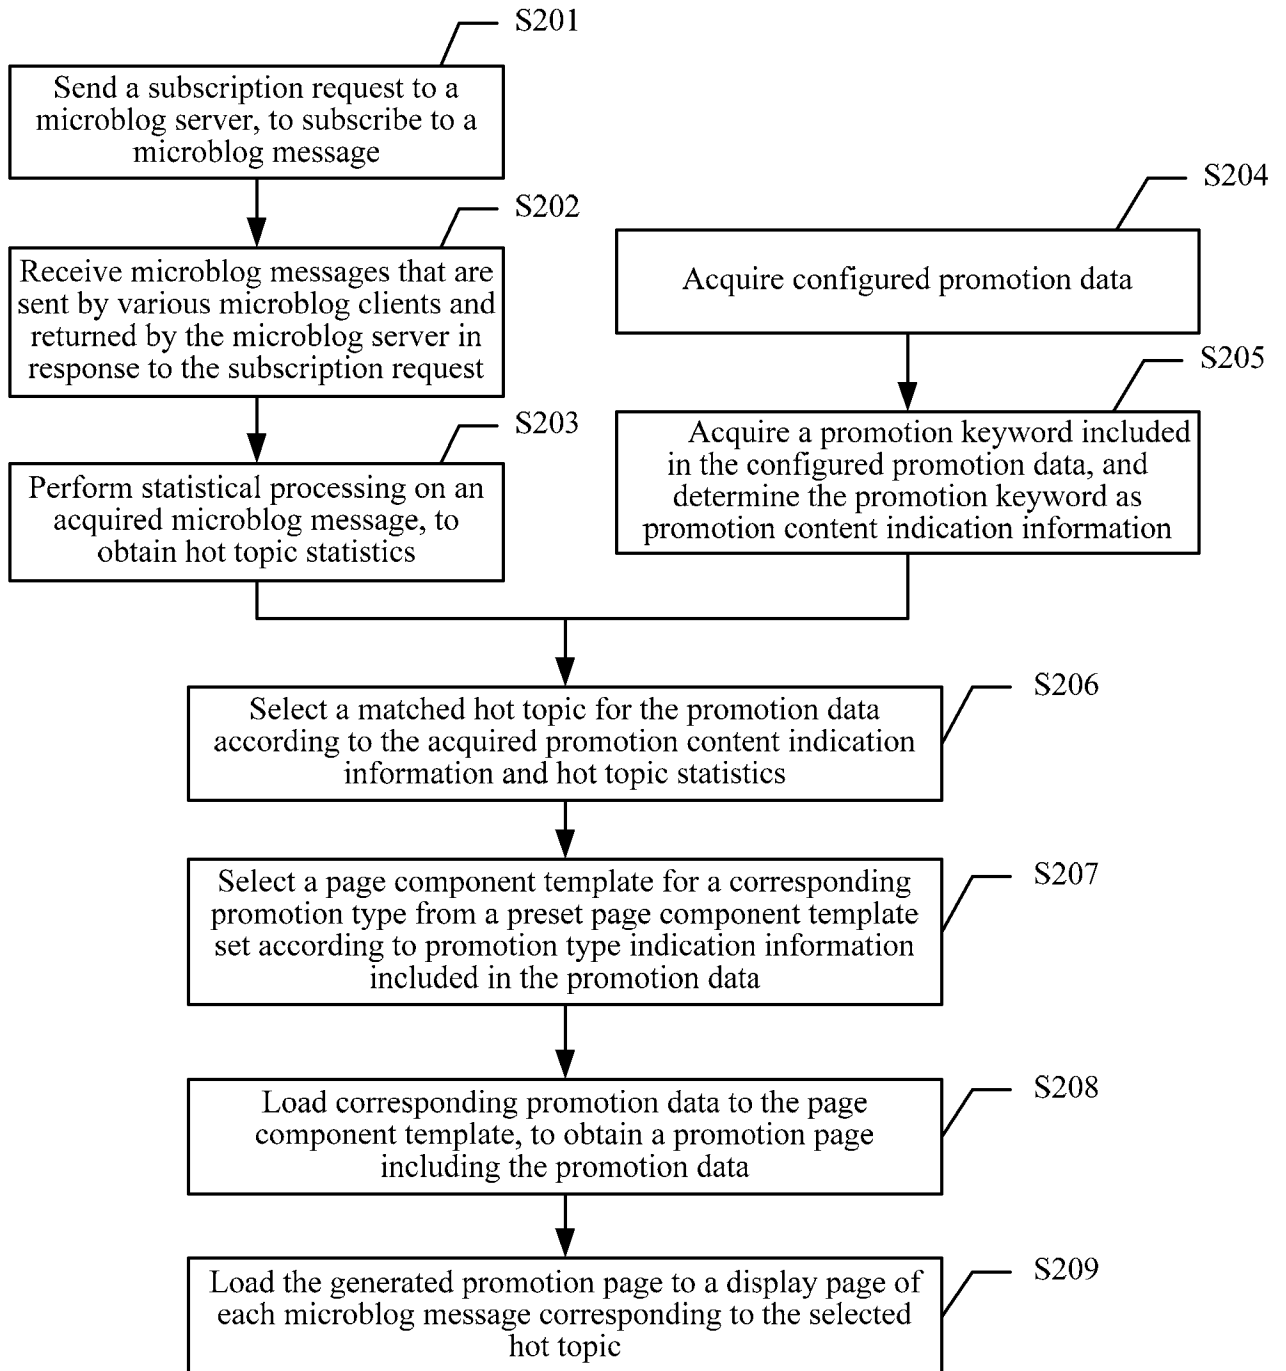 S201
Send a subscription request to a
microblog server, to subscribe to a
microblog message
S202
Receive microblog messages that are
sent by various microblog clients and
returned by the microblog server in
response to the subscription request
S203
Perform statistical processing on an
acquired microblog message, to
obtain hot topic statistics
S204
Acquire configured promotion data
S205
Acquire a promotion keyword included
in the configured promotion data, and
determine the promotion keyword as
promotion content indication information
S206
Select a matched hot topic for the promotion data
according to the acquired promotion content indication
information and hot topic statistics
S207
Select a page component template for a corresponding
promotion type from a preset page component template
set according to promotion type indication information
included in the promotion data
S208
Load corresponding promotion data to the page
component template, to obtain a promotion page
including the promotion data
S209
Load the generated promotion page to a display page of
each microblog message corresponding to the selected
hot topic